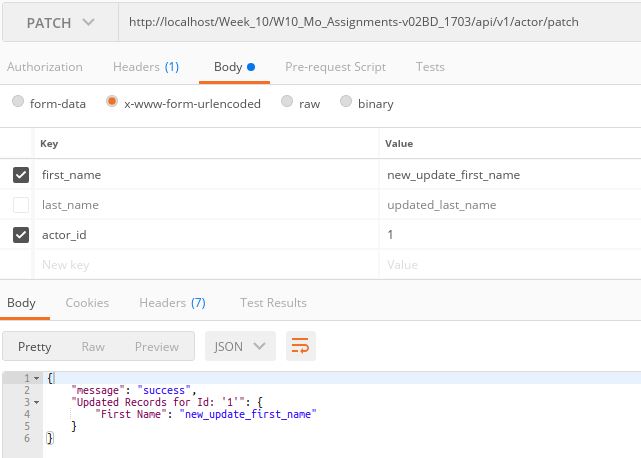 PATCH http://localhost/Week_10/W10_Mo_Assignments-v02BD_1703/api/v1/actor/patch
Authorization Headers (1) Body Pre-request Script Tests
form-data x-www-form-urlencoded raw binary
Key Value
first_name new_update_first_name
last_name updated_last_name
actor_id 1
New key Value
Body Cookies Headers (7) Test Results
Pretty Raw Preview JSON
1 {
2 "message": "success",
3 "Updated Records for Id: '1'": {
4 "First Name": "new_update_first_name"
5 }
6 }